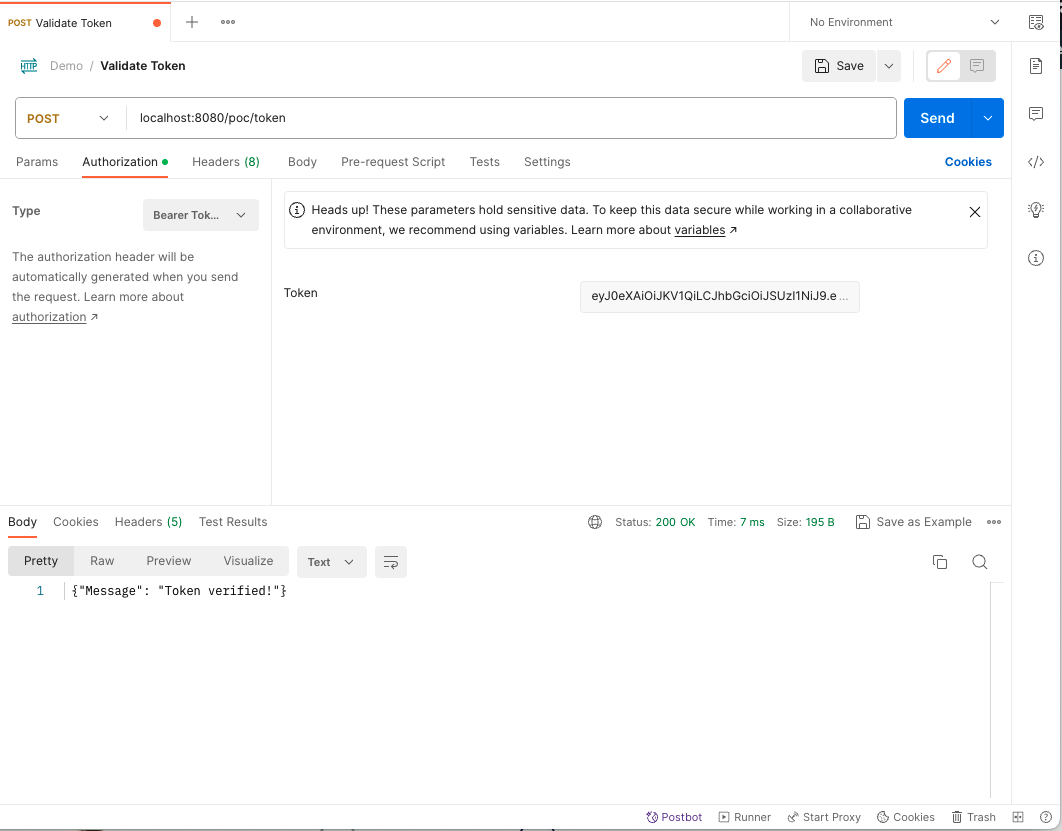 POST Validate Token
No Environment
HTTP Demo / Validate Token
Save
POST
localhost:8080/poc/token
Send
Params Authorization Headers (8) Body Pre-request Script Tests Settings
Cookies
Type
Bearer Tok...
The authorization header will be
automatically generated when you send
the request. Learn more about
authorization ↗
Heads up! These parameters hold sensitive data. To keep this data secure while working in a collaborative
environment, we recommend using variables. Learn more about variables ↗
Token
eyJ0eXAiOiJKV1QiLCJhbGciOiJSUzI1NiJ9.e ...
Body Cookies Headers (5) Test Results
Status: 200 OK Time: 7 ms Size: 195 B
Save as Example
Pretty Raw Preview Visualize
Text
1 {"Message": "Token verified!"}
Postbot Runner Start Proxy Cookies Trash